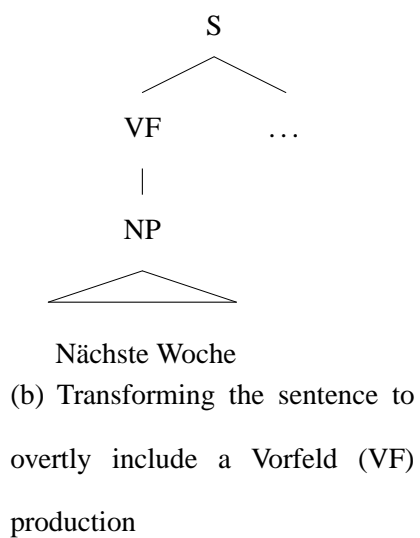 S
VF ...
NP
Nächste Woche
(b) Transforming the sentence to
overtly include a Vorfeld (VF)
production